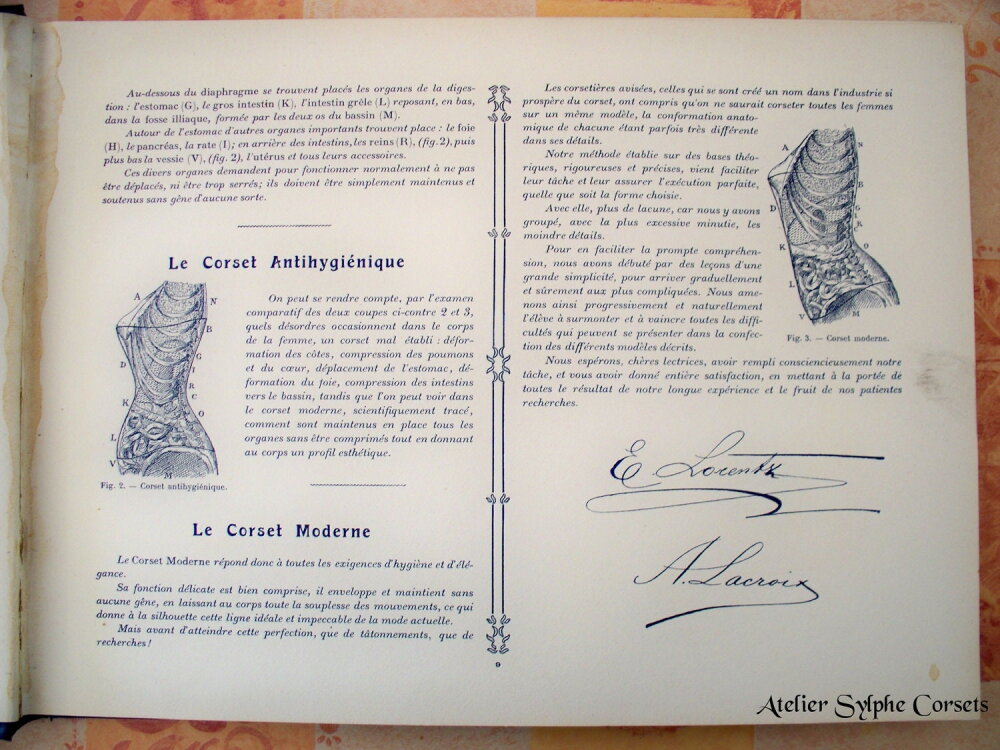 Au-dessous du diaphragme se trouvent placés les organes de la diges-
tion : l'estomac (G), le gros intestin (K), l'intestin grêle (L) reposant, en bas,
dans la fosse illiaque, formée par les deux os du bassin (M).
Autour de l'estomac d'autres organes importants trouvent place : le foie
(H), le pancréas, la rate (I); en arrière des intestins, les reins (R), (fig. 2), puis
plus bas la vessie (V), (fig. 2), l'utérus et tous leurs accessoires.
Ces divers organes demandent pour fonctionner normalement à ne pas
être déplacés, ni être trop serrés; ils doivent être simplement maintenus et
soutenus sans gêne d'aucune sorte.
Le Corset Antihygiénique
A
N
B
D
G
I
R
C
K
O
L
V
M
Fig. 2. — Corset antihygiénique.
On peut se rendre compte, par l'examen
comparatif des deux coupes ci-contre 2 et 3,
quels désordres occasionnent dans le corps
de la femme, un corset mal établi : défor-
mation des côtes, compression des poumons
et du cœur, déplacement de l'estomac, dé-
formation du foie, compression des intestins
vers le bassin, tandis que l'on peut voir dans
le corset moderne, scientifiquement tracé,
comment sont maintenus en place tous les
organes sans être comprimés tout en donnant
au corps un profil esthétique.
Le Corset Moderne
Le Corset Moderne répond donc à toutes les exigences d'hygiène et d'élé-
gance.
Sa fonction délicate est bien comprise, il enveloppe et maintient sans
aucune gêne, en laissant au corps toute la souplesse des mouvements, ce qui
donne à la silhouette cette ligne idéale et impeccable de la mode actuelle.
Mais avant d'atteindre cette perfection, que de tâtonnements, que de
recherches!
9
Les corsetières avisées, celles qui se sont créé un nom dans l'industrie si
prospère du corset, ont compris qu'on ne saurait corseter toutes les femmes
sur un même modèle, la conformation anato-
mique de chacune étant parfois très différente
dans ses détails.
Notre méthode établie sur des bases théo-
riques, rigoureuses et précises, vient faciliter
leur tâche et leur assurer l'exécution parfaite,
quelle que soit la forme choisie.
Avec elle, plus de lacune, car nous y avons
groupé, avec la plus excessive minutie, les
moindres détails.
Pour en faciliter la prompte compréhen-
sion, nous avons débuté par des leçons d'une
grande simplicité, pour arriver graduellement
et sûrement aux plus compliquées. Nous ame-
nons ainsi progressivement et naturellement
l'élève à surmonter et à vaincre toutes les diffi-
cultés qui peuvent se présenter dans la confec-
tion des différents modèles décrits.
A
N
B
D
G
I
R
K
O
L
V
M
Fig. 3. — Corset moderne.
Nous espérons, chères lectrices, avoir rempli consciencieusement notre
tâche, et vous avoir donné entière satisfaction, en mettant à la portée de
toutes le résultat de notre longue expérience et le fruit de nos patientes
recherches.
E. Lorentz
A. Lacroix
Atelier Sylphe Corsets